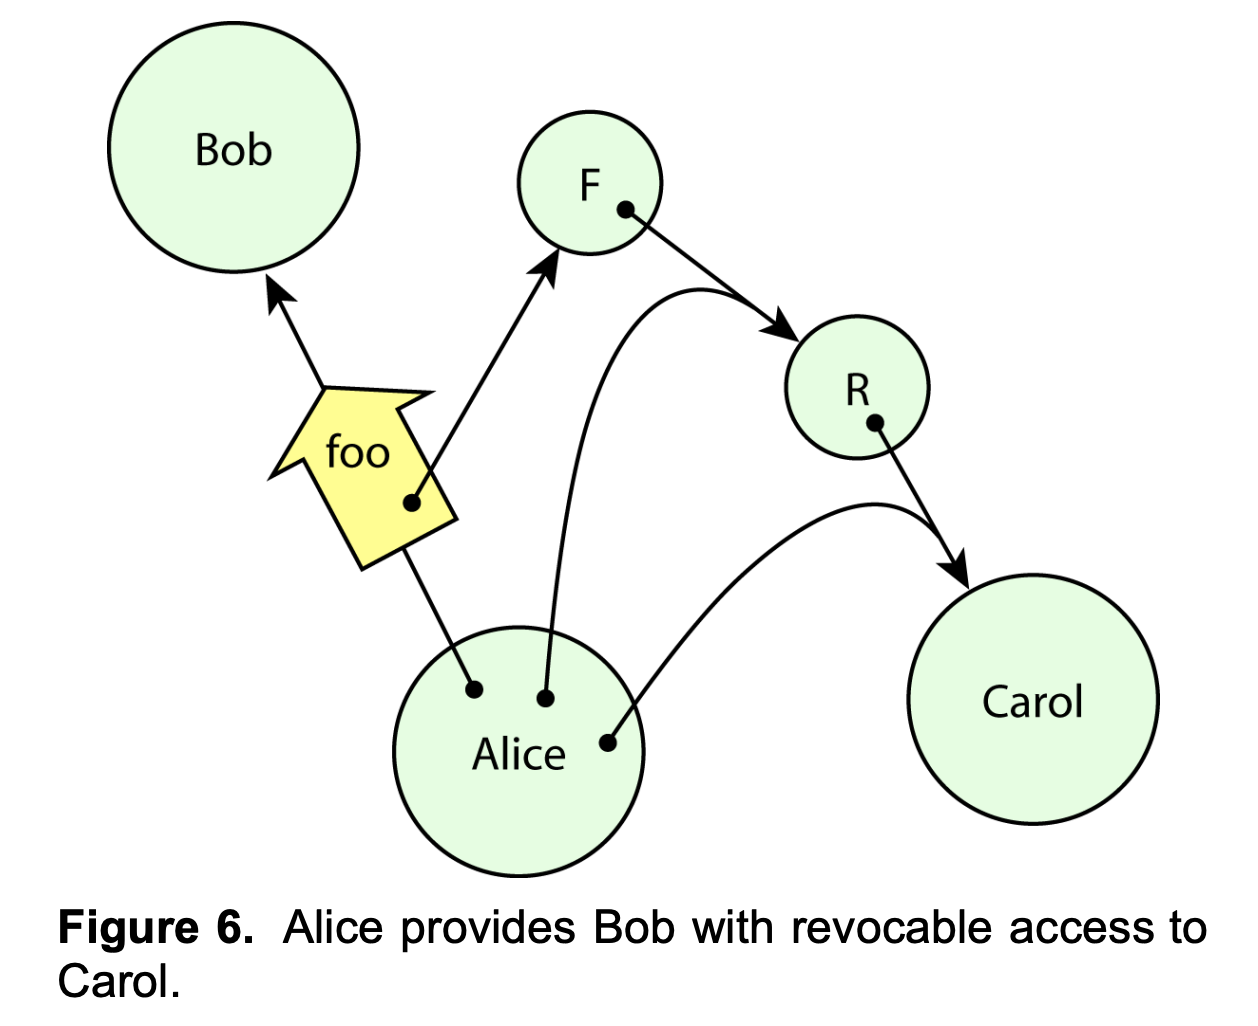 Bob
F
foo
R
Alice
Carol
Figure 6. Alice provides Bob with revocable access to
Carol.